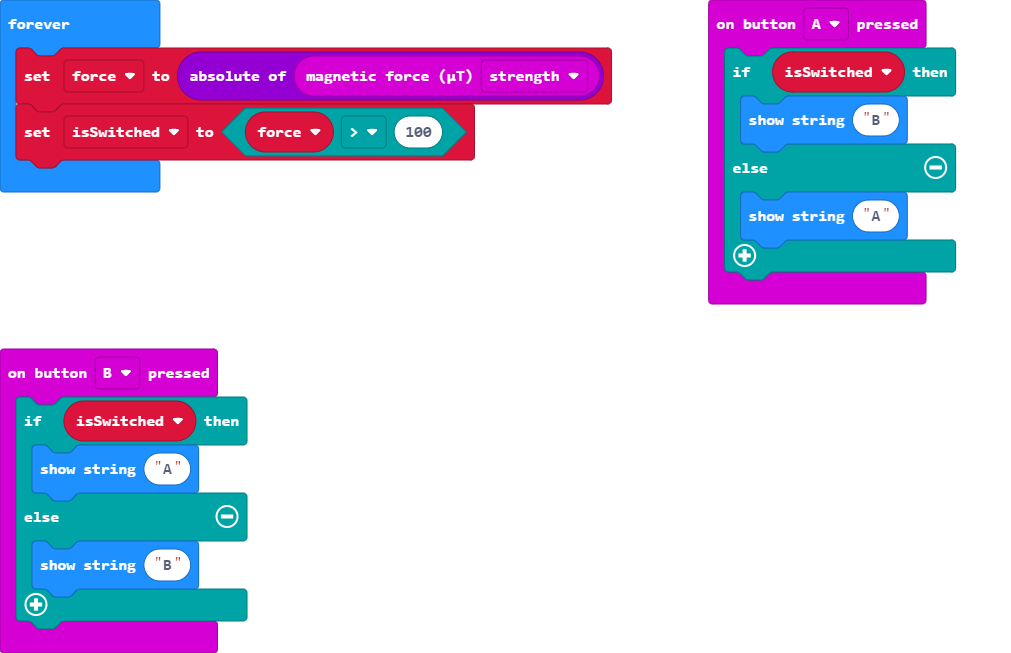 forever
set force to absolute of magnetic force (µT) strength
set isSwitched to force > 100
on button A pressed
if isSwitched then
show string "B"
else
show string "A"
on button B pressed
if isSwitched then
show string "A"
else
show string "B"